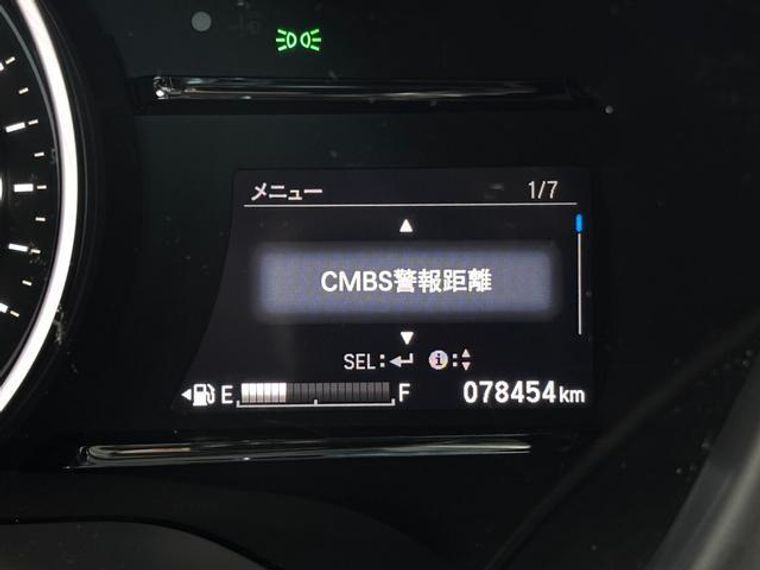 メニュー 1/7
CMBS警報距離
SEL: i:
E F 078454km